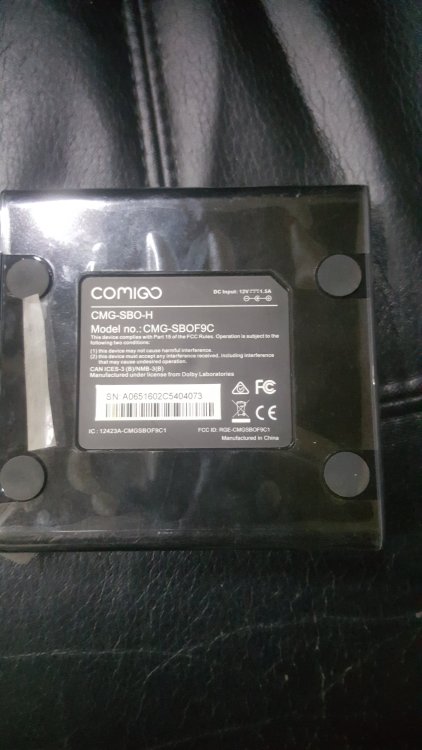 COMIGO
DC Input: 12V⎓1.5A
CMG-SBO-H
Model no.:CMG-SBOF9C
This device complies with Part 15 of the FCC Rules. Operation is subject to the
following two conditions:
(1) this device may not cause harmful interference.
(2) this device must accept any interference received, including interference
that may cause undesired operation.
CAN ICES-3 (B)/NMB-3(B)
Manufactured under license from Dolby Laboratories
SN: A0651602C5404073
FC
CE
IC : 12423A-CMGSBOF9C1
FCC ID: RGE-CMGSBOF9C1
Manufactured in China